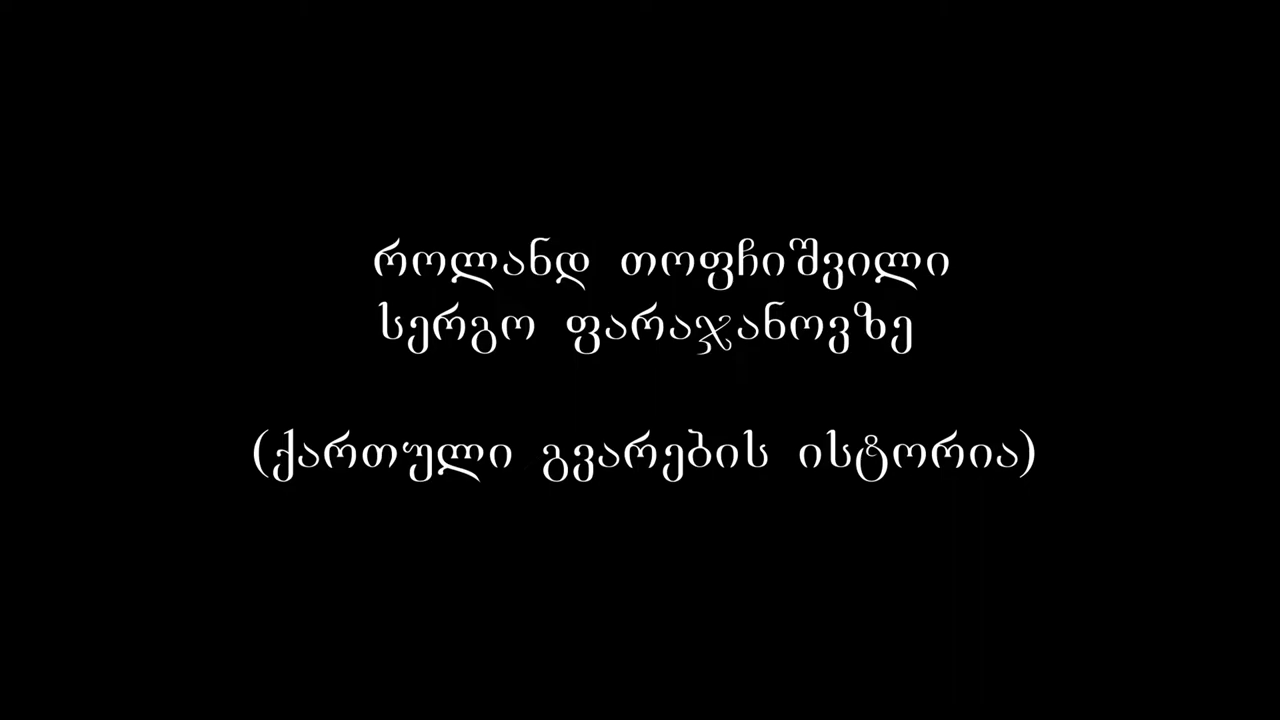 როლანდ თოფჩიშვილი
სერგო ფარაჯანოვზე
(ქართული გვარების ისტორია)